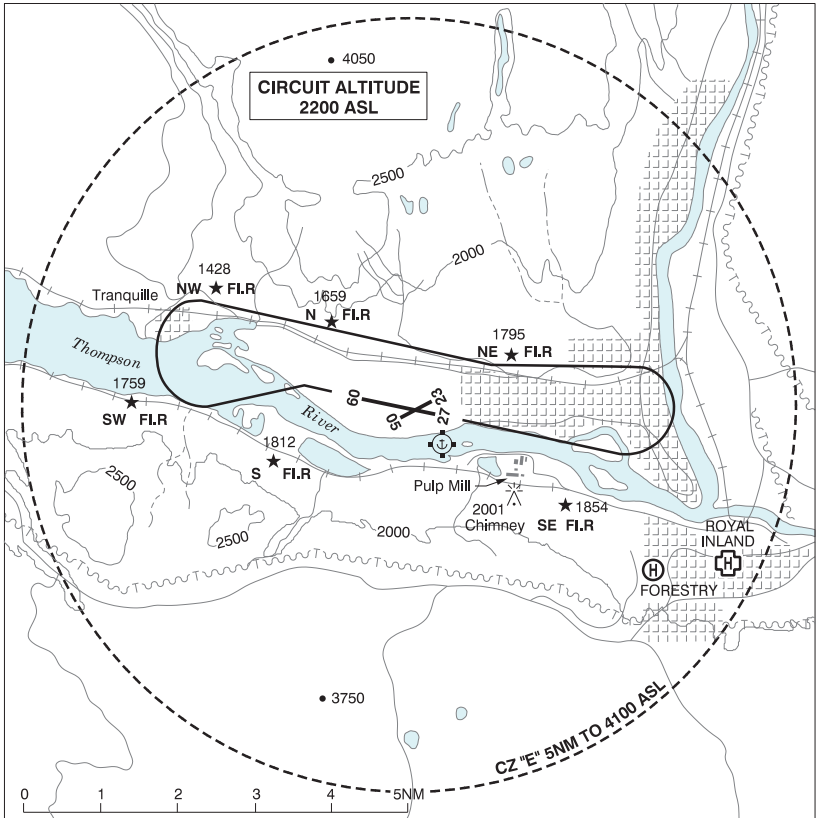 4050
CIRCUIT ALTITUDE
2200 ASL
2500
2000
1428
NW FI.R
Tranquille
1659
N FI.R
1795
NE FI.R
Thompson
1759
SW FI.R
River
09
05
23
27
1812
S FI.R
2500
Pulp Mill
2001
Chimney
1854
SE FI.R
2500
2000
ROYAL
INLAND
H
H
FORESTRY
3750
CZ "E" 5NM TO 4100 ASL
0 1 2 3 4 5NM